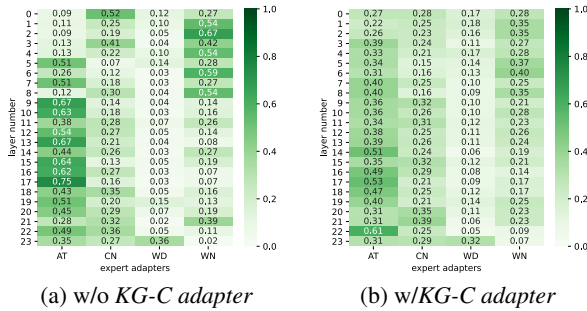 0 0.09 0.52 0.12 0.27
1 0.11 0.25 0.10 0.54
2 0.09 0.19 0.05 0.67
3 0.13 0.41 0.04 0.42
4 0.13 0.22 0.10 0.54
5 0.51 0.07 0.14 0.28
6 0.26 0.12 0.03 0.59
7 0.51 0.18 0.03 0.27
8 0.12 0.30 0.04 0.54
9 0.67 0.14 0.04 0.14
10 0.63 0.18 0.03 0.16
11 0.38 0.28 0.07 0.26
12 0.54 0.27 0.05 0.14
13 0.67 0.21 0.04 0.08
14 0.44 0.26 0.03 0.27
15 0.64 0.13 0.05 0.19
16 0.62 0.27 0.04 0.08
17 0.75 0.16 0.03 0.07
18 0.43 0.35 0.05 0.16
19 0.51 0.20 0.15 0.13
20 0.45 0.29 0.07 0.19
21 0.28 0.32 0.02 0.39
22 0.49 0.36 0.05 0.11
23 0.35 0.27 0.36 0.02
AT CN WD WN
layer number
expert adapters
1.0
0.8
0.6
0.4
0.2
0.0
(a) w/o KG-C adapter
0 0.27 0.28 0.17 0.28
1 0.22 0.25 0.18 0.35
2 0.26 0.23 0.16 0.35
3 0.39 0.24 0.11 0.27
4 0.33 0.21 0.17 0.28
5 0.34 0.12 0.17 0.37
6 0.31 0.16 0.13 0.40
7 0.40 0.25 0.10 0.25
8 0.40 0.16 0.09 0.35
9 0.36 0.32 0.10 0.21
10 0.36 0.26 0.10 0.28
11 0.34 0.31 0.12 0.23
12 0.38 0.25 0.11 0.26
13 0.39 0.26 0.11 0.23
14 0.51 0.24 0.06 0.19
15 0.35 0.32 0.12 0.21
16 0.49 0.29 0.08 0.14
17 0.53 0.21 0.09 0.17
18 0.47 0.25 0.12 0.17
19 0.40 0.21 0.14 0.25
20 0.31 0.35 0.11 0.23
21 0.31 0.39 0.06 0.23
22 0.61 0.25 0.05 0.09
23 0.31 0.29 0.32 0.07
AT CN WD WN
layer number
expert adapters
1.0
0.8
0.6
0.4
0.2
0.0
(b) w/KG-C adapter